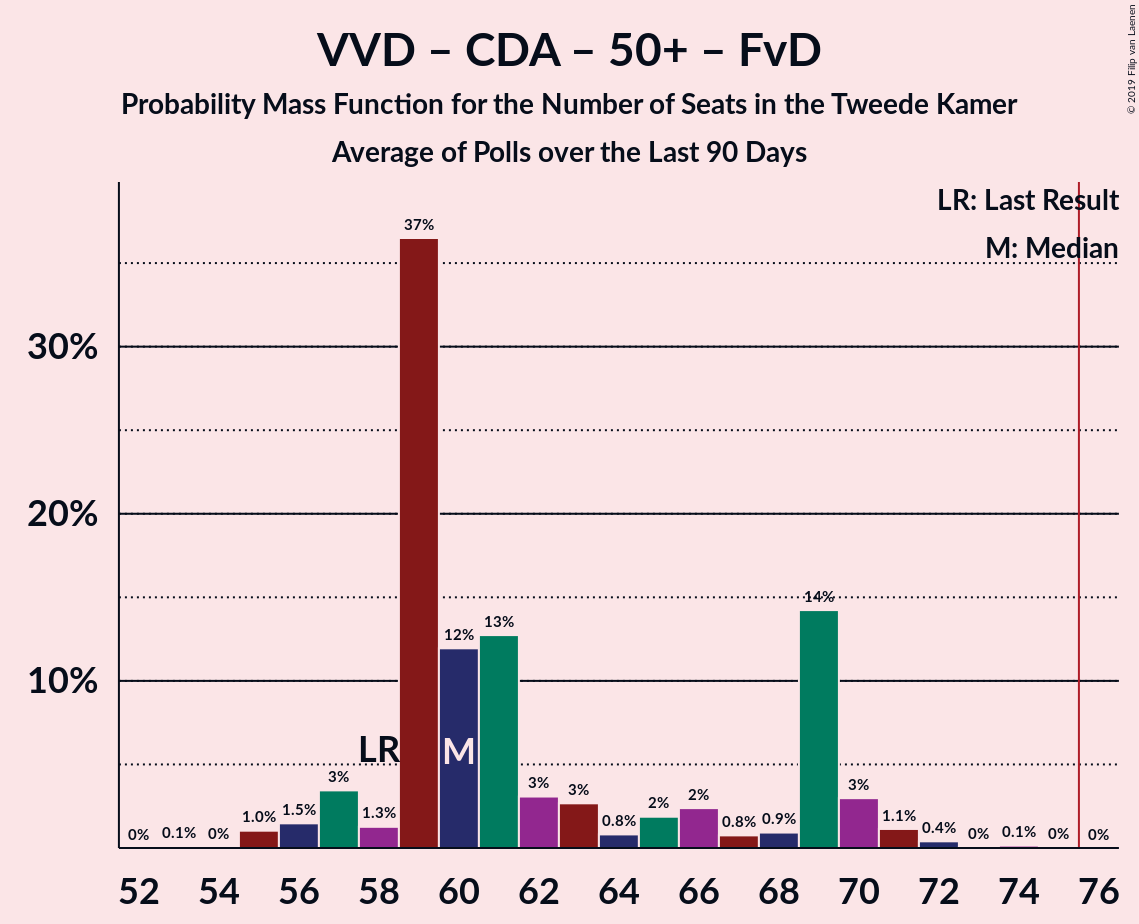 VVD – CDA – 50+ – FvD
Probability Mass Function for the Number of Seats in the Tweede Kamer
Average of Polls over the Last 90 Days
© 2019 Filip van Laenen
LR: Last Result
M: Median
30%
20%
10%
0% 0.1% 0% 1.0% 1.5% 3% 1.3% 37% 12% 13% 3% 3% 0.8% 2% 2% 0.8% 0.9% 14% 3% 1.1% 0.4% 0% 0.1% 0% 0%
LR M
52 54 56 58 60 62 64 66 68 70 72 74 76